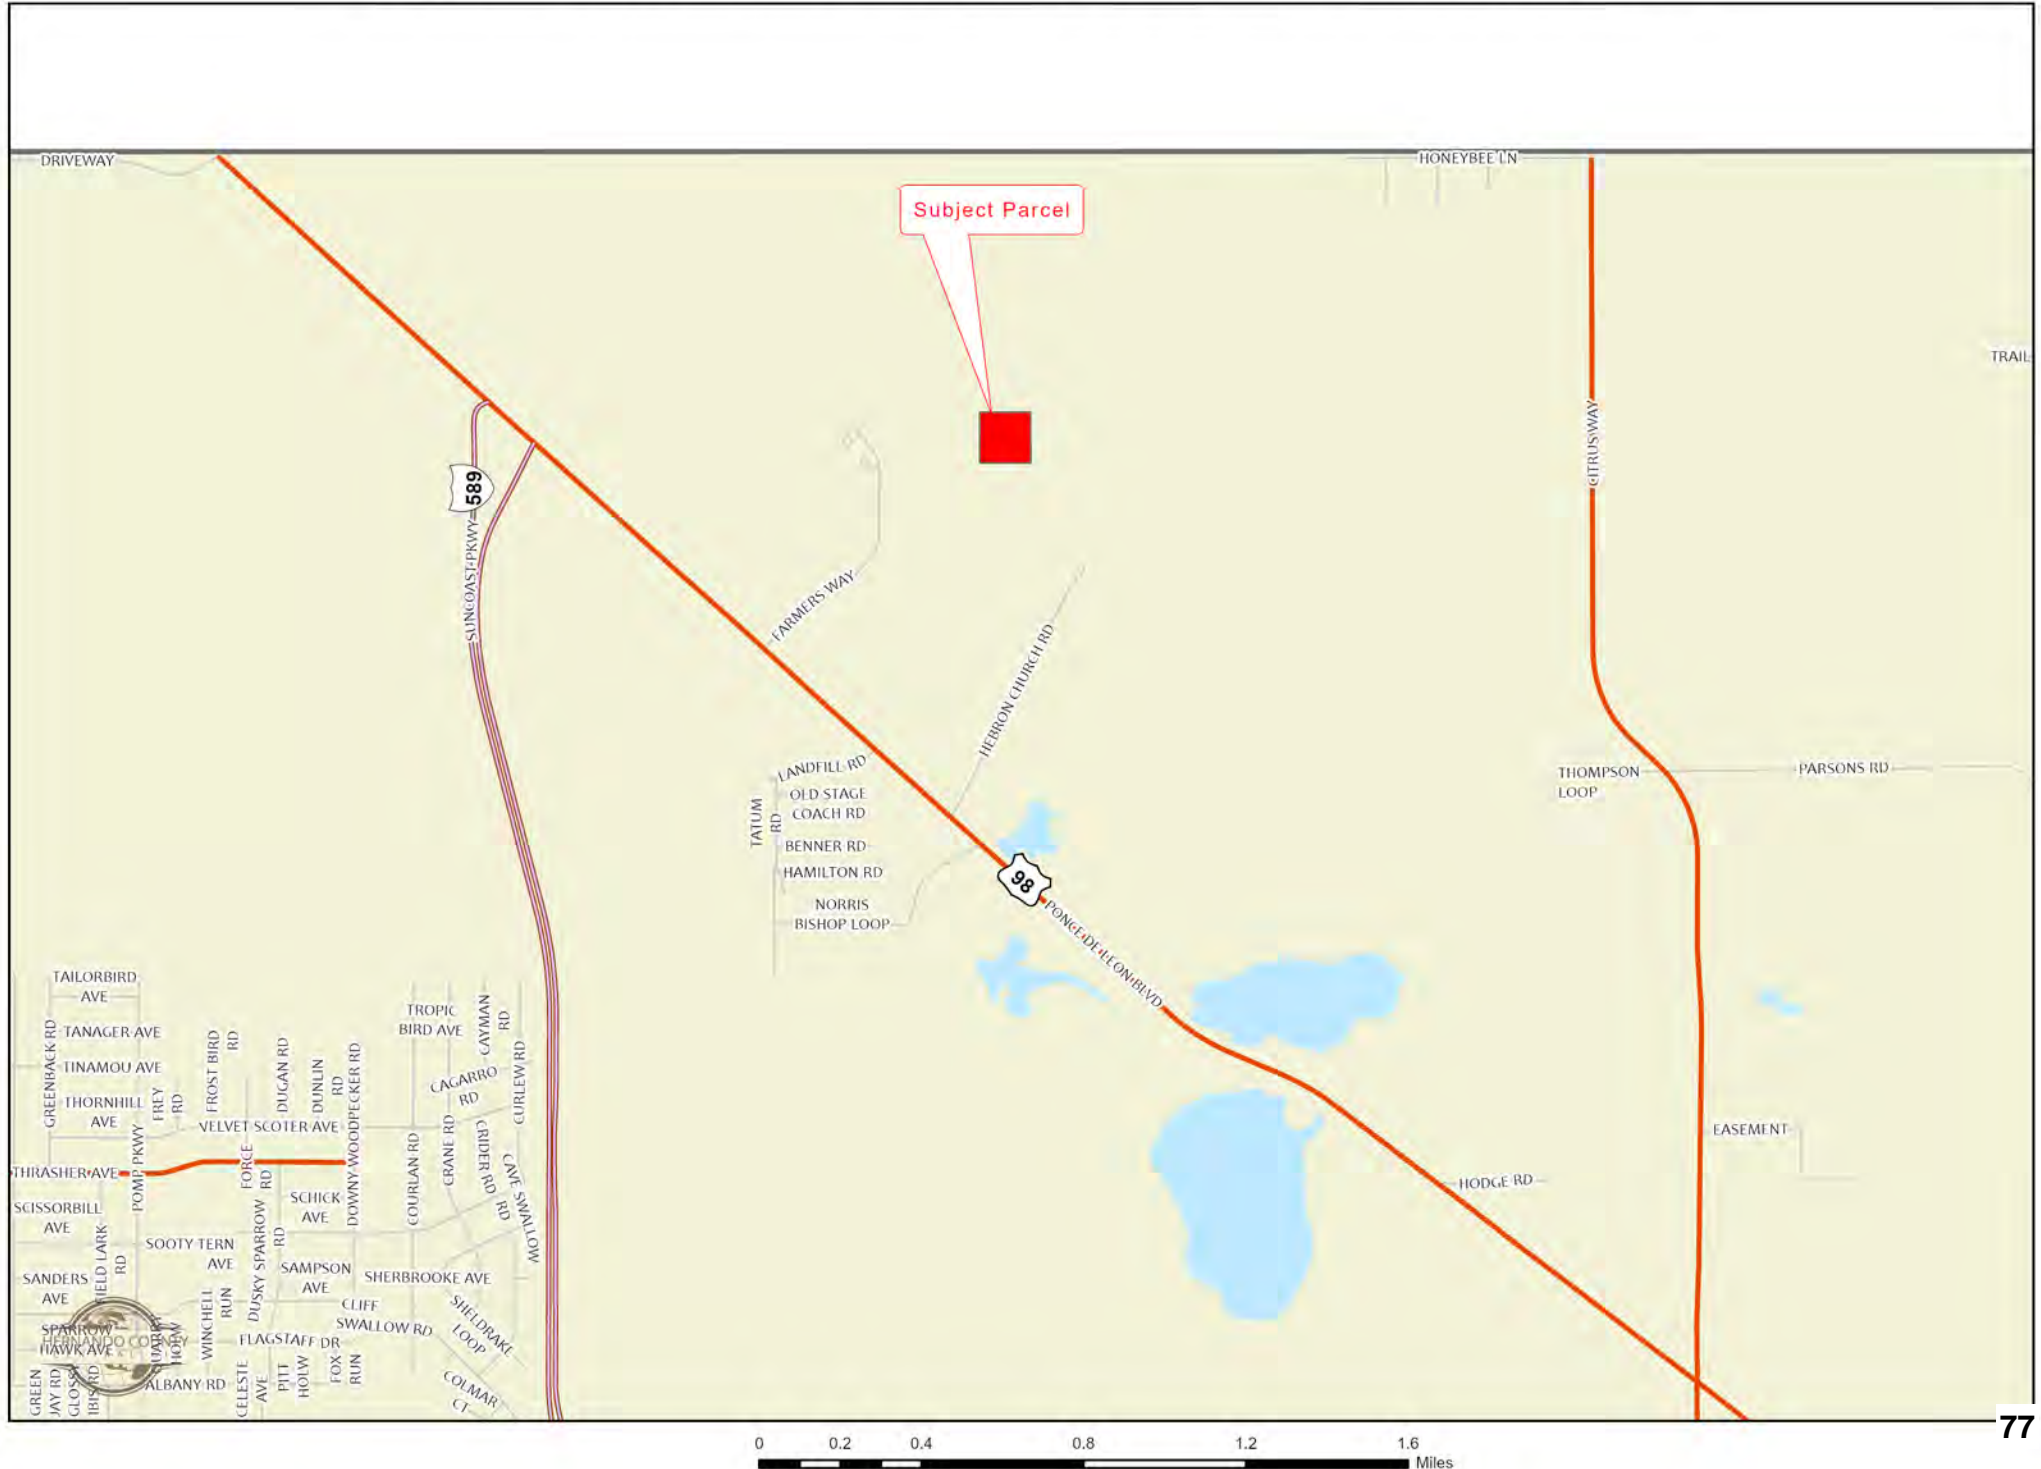 DRIVEWAY
HONEYBEE LN
Subject Parcel
TRAIL
CITRUS WAY
589
SUNCOAST PKWY
FARMERS WAY
HEBRON CHURCH RD
LANDFILL RD
OLD STAGE
COACH RD
TATUM
RD
BENNER RD
HAMILTON RD
NORRIS
BISHOP LOOP
THOMPSON
LOOP
PARSONS RD
98
PONCE DE LEON BLVD
TAILORBIRD
AVE
GREENBACK RD
TANAGER AVE
TINAMOU AVE
THORNHILL
AVE
FREY
RD
FROST BIRD
RD
DUGAN RD
DUNLIN
RD
DOWNY WOODPECKER RD
TROPIC
BIRD AVE
CAYMAN
RD
CAGARRO
RD
CURLEW RD
VELVET SCOTER AVE
POMP PKWY
COURLAN RD
CRANE RD
CRIDER RD
RD
CAVE SWALLOW
EASEMENT
THRASHER AVE
FORCE
RD
HODGE RD
SCHICK
AVE
SCISSORBILL
AVE
FIELD LARK
RD
SOOTY TERN
AVE
DUSKY SPARROW
RD
SAMPSON
AVE
SHERBROOKE AVE
SANDERS
AVE
WINCHELL
RUN
CLIFF
SWALLOW RD
SHELDRAKE
LOOP
SPARROW
HAWK AVE
HERNANDO COUNTY
QUARRY
HOLW
FLAGSTAFF DR
GREEN
JAY RD
GLOSSY
IBIS RD
ALBANY RD
CELESTE
AVE
PITT
HOLW
FOX
RUN
COLMAR
CT
77
0 0.2 0.4 0.8 1.2 1.6
Miles